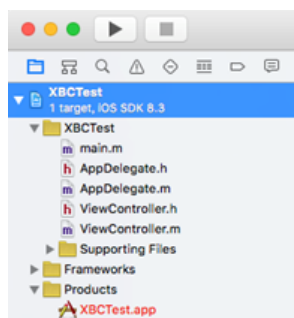 XBCTest
1 target, iOS SDK 8.3
XBCTest
m main.m
h AppDelegate.h
m AppDelegate.m
h ViewController.h
m ViewController.m
Supporting Files
Frameworks
Products
XBCTest.app